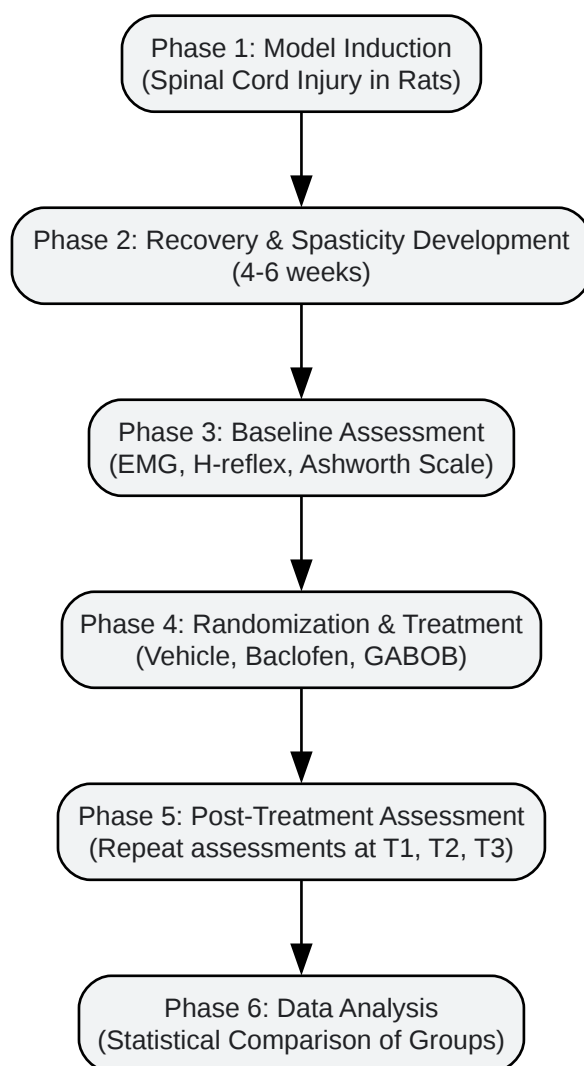 Phase 1: Model Induction
(Spinal Cord Injury in Rats)
Phase 2: Recovery & Spasticity Development
(4-6 weeks)
Phase 3: Baseline Assessment
(EMG, H-reflex, Ashworth Scale)
Phase 4: Randomization & Treatment
(Vehicle, Baclofen, GABOB)
Phase 5: Post-Treatment Assessment
(Repeat assessments at T1, T2, T3)
Phase 6: Data Analysis
(Statistical Comparison of Groups)